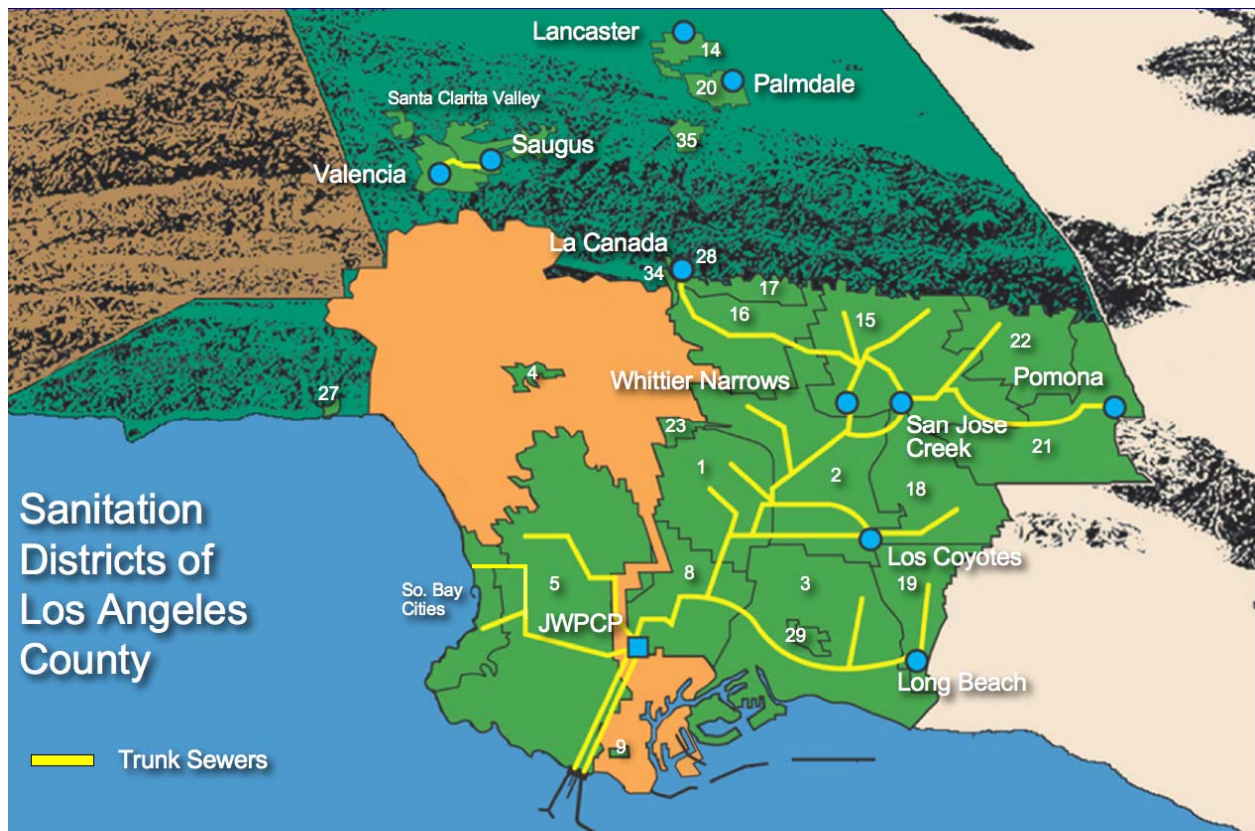 Lancaster
14
20
Palmdale
Santa Clarita Valley
35
Saugus
Valencia
La Canada
28
34
17
16
15
22
Whittier Narrows
Pomona
4
27
23
San Jose
Creek
21
1
2
18
Sanitation
Districts of
Los Angeles
County
Los Coyotes
So. Bay
Cities
5
8
3
19
JWPCP
29
Long Beach
9
Trunk Sewers